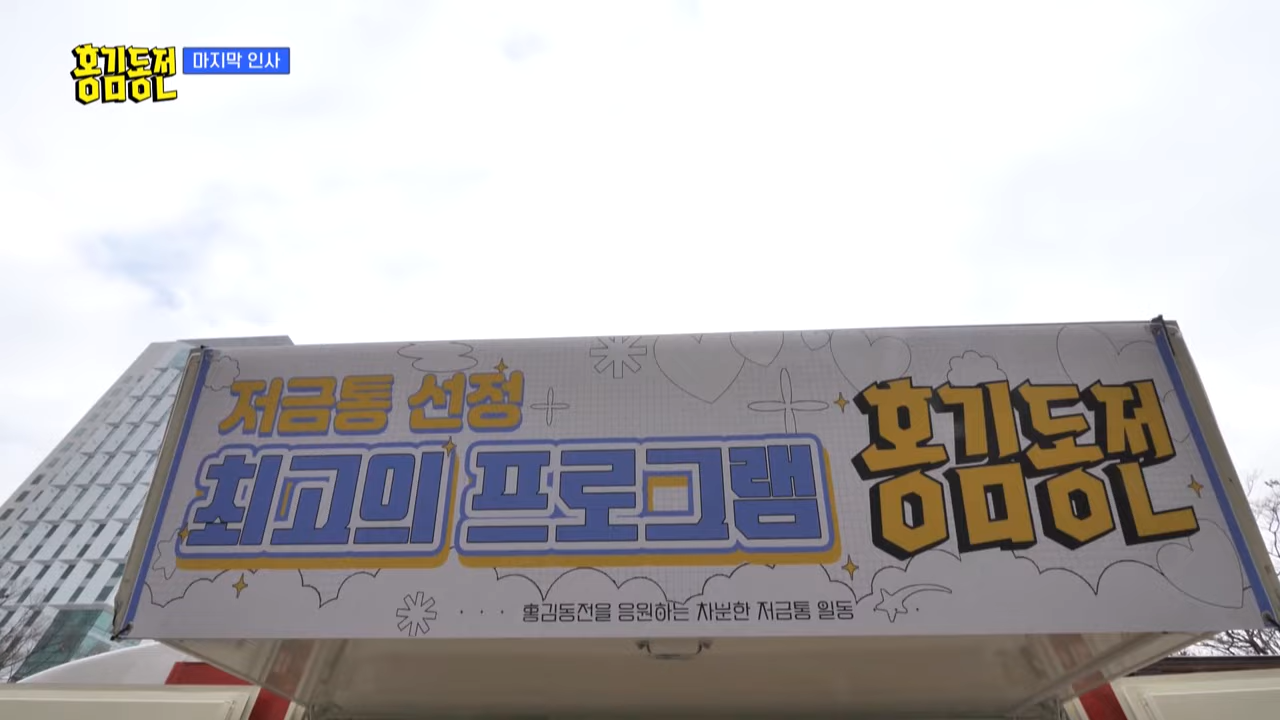 홍김동전 마지막 인사
저금통 선정
최고의 프로그램
홍김동전
홍김동전을 응원하는 차분한 저금통 일동